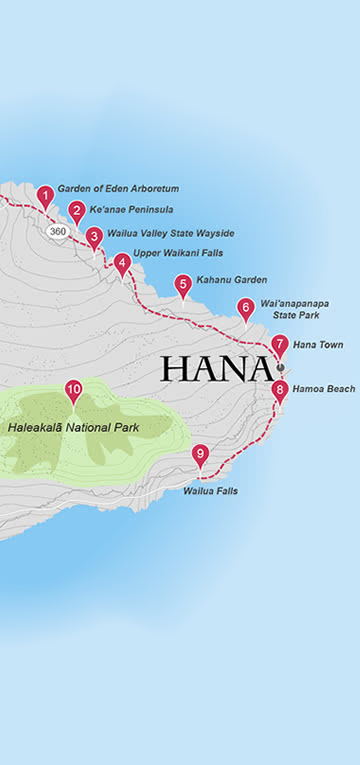 1
Garden of Eden Arboretum
2
Ke'anae Peninsula
360
3
Wailua Valley State Wayside
4
Upper Waikani Falls
5
Kahanu Garden
6
Wai'anapanapa
State Park
7
Hana Town
HANA
8
Hamoa Beach
10
Haleakalā National Park
9
Wailua Falls